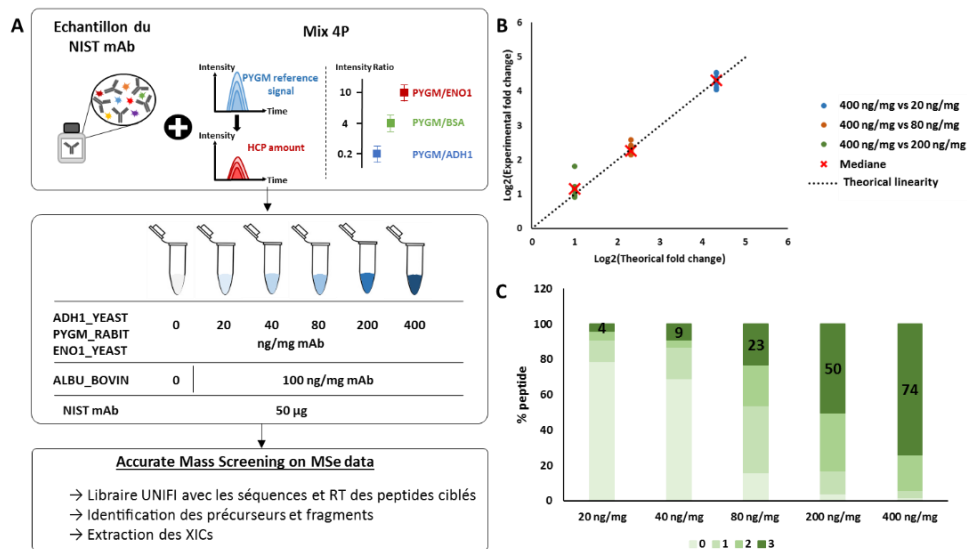 A
Echantillon du
NIST mAb
Mix 4P
Intensity
PYGM reference
signal
Time
Intensity
HCP amount
Time
Intensity Ratio
10
PYGM/ENO1
4
PYGM/BSA
0.2
PYGM/ADH1
ADH1_YEAST
PYGM_RABIT
ENO1_YEAST
0 20 40 80 200 400
ng/mg mAb
ALBU_BOVIN 0 100 ng/mg mAb
NIST mAb 50 µg
Accurate Mass Screening on MSe data
→ Libraire UNIFI avec les séquences et RT des peptides ciblés
→ Identification des précurseurs et fragments
→ Extraction des XICs
B
Log2(Experimental fold change)
6
5
4
3
2
1
0
0 1 2 3 4 5 6
Log2(Theorical fold change)
400 ng/mg vs 20 ng/mg
400 ng/mg vs 80 ng/mg
400 ng/mg vs 200 ng/mg
Mediane
Theorical linearity
C
% peptide
120
100
80
60
40
20
0
4 9 23 50 74
20 ng/mg 40 ng/mg 80 ng/mg 200 ng/mg 400 ng/mg
0 1 2 3